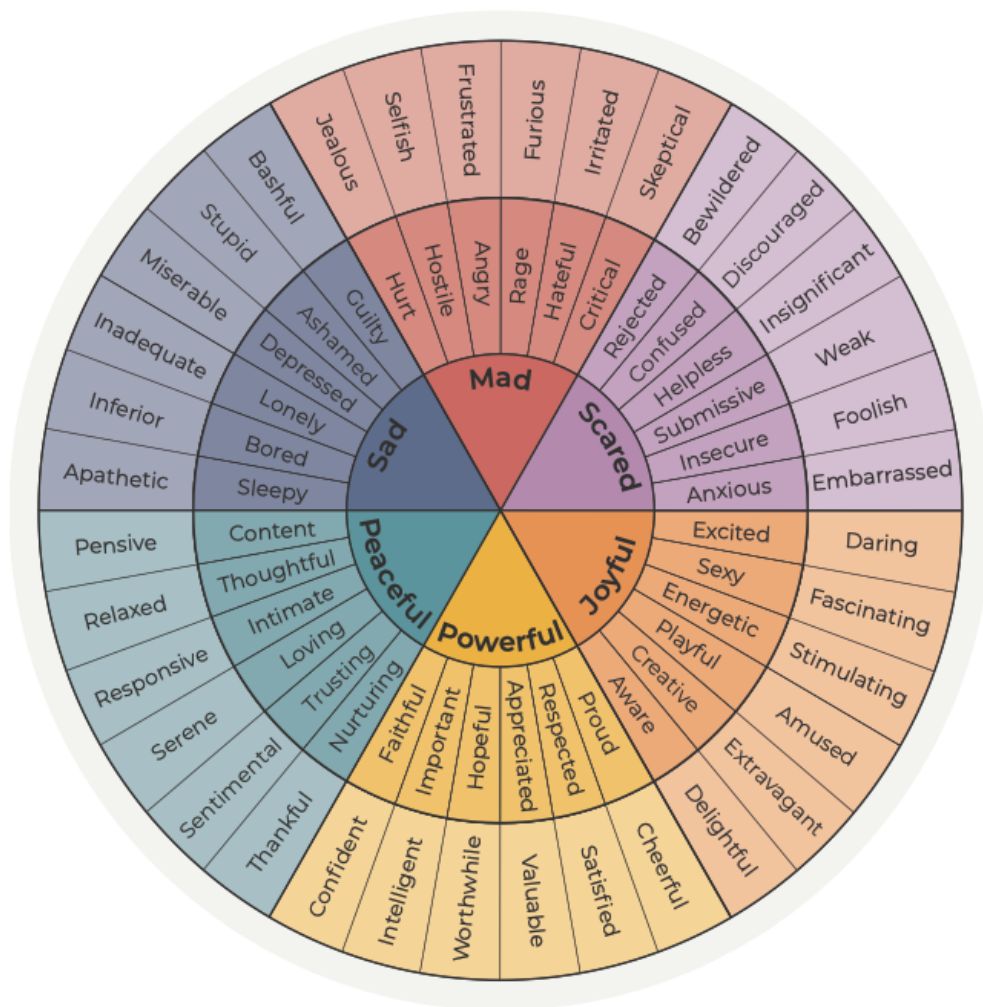 Mad
Scared
Joyful
Powerful
Peaceful
Sad
Hurt
Hostile
Angry
Rage
Hateful
Critical
Rejected
Confused
Helpless
Submissive
Insecure
Anxious
Excited
Sexy
Energetic
Playful
Creative
Aware
Proud
Respected
Appreciated
Hopeful
Important
Faithful
Nurturing
Trusting
Loving
Intimate
Thoughtful
Content
Sleepy
Bored
Lonely
Depressed
Ashamed
Guilty
Jealous
Selfish
Frustrated
Furious
Irritated
Skeptical
Bewildered
Discouraged
Insignificant
Weak
Foolish
Embarrassed
Daring
Fascinating
Stimulating
Amused
Extravagant
Delightful
Cheerful
Satisfied
Valuable
Worthwhile
Intelligent
Confident
Thankful
Sentimental
Serene
Responsive
Relaxed
Pensive
Apathetic
Inferior
Inadequate
Miserable
Stupid
Bashful